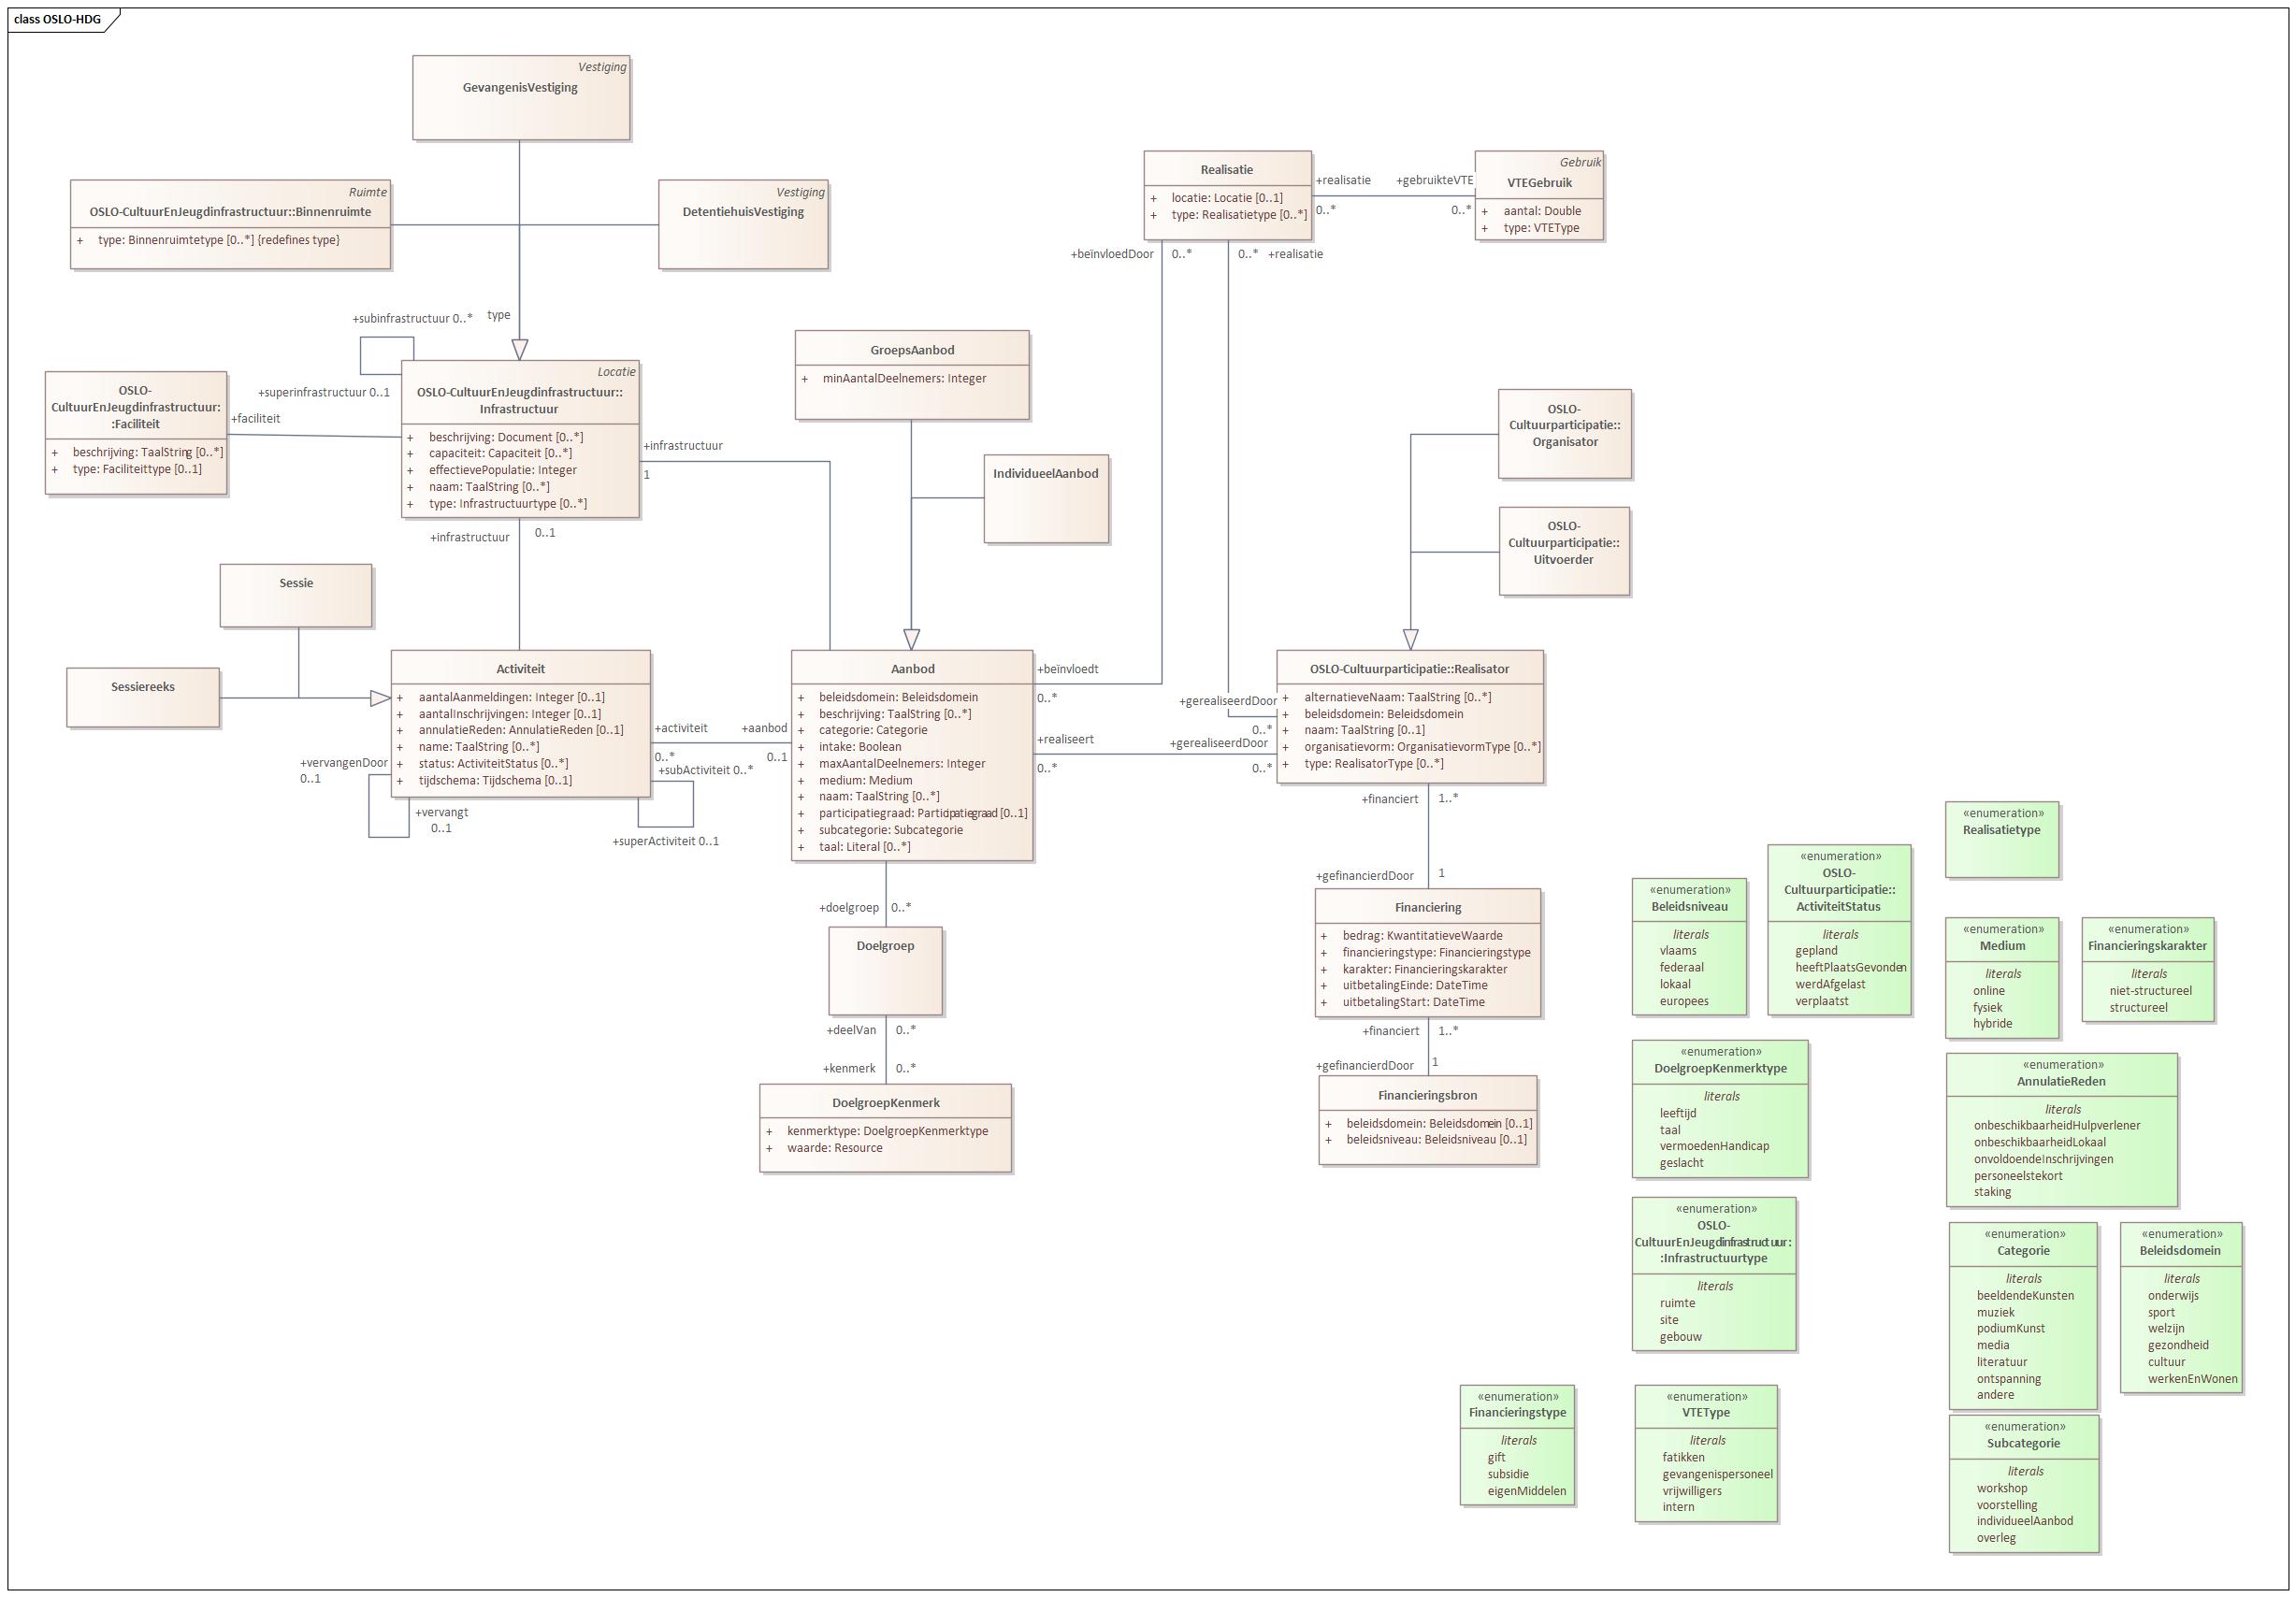 class OSLO-HDG
Vestiging
GevangenisVestiging
Ruimte
OSLO-CultuurEnJeugdinfrastructuur::Binnenruimte
+ type: Binnenruimtetype [0..*] {redefines type}
Vestiging
DetentiehuisVestiging
type
+subinfrastructuur 0..*
+superinfrastructuur 0..1
OSLO-
CultuurEnJeugdinfrastructuur:
:Faciliteit
+ beschrijving: TaalString [0..*]
+ type: Faciliteittype [0..1]
+faciliteit
Locatie
OSLO-CultuurEnJeugdinfrastructuur::
Infrastructuur
+ beschrijving: Document [0..*]
+ capaciteit: Capaciteit [0..*]
+ effectievePopulatie: Integer
+ naam: TaalString [0..*]
+ type: Infrastructuurtype [0..*]
+infrastructuur
1
+infrastructuur
0..1
GroepsAanbod
+ minAantalDeelnemers: Integer
IndividueelAanbod
Realisatie
+ locatie: Locatie [0..1]
+ type: Realisatietype [0..*]
+realisatie
0..*
+gebruikteVTE
0..*
Gebruik
VTEGebruik
+ aantal: Double
+ type: VTEType
+beïnvloedDoor
0..*
0..*
+realisatie
OSLO-
Cultuurparticipatie::
Organisator
OSLO-
Cultuurparticipatie::
Uitvoerder
Sessie
Sessiereeks
Activiteit
+ aantalAanmeldingen: Integer [0..1]
+ aantalInschrijvingen: Integer [0..1]
+ annulatieReden: AnnulatieReden [0..1]
+ name: TaalString [0..*]
+ status: ActiviteitStatus [0..*]
+ tijdschema: Tijdschema [0..1]
+vervangenDoor
0..1
+vervangt
0..1
+activiteit
0..*
+subActiviteit 0..*
+superActiviteit 0..1
+aanbod
0..1
Aanbod
+ beleidsdomein: Beleidsdomein
+ beschrijving: TaalString [0..*]
+ categorie: Categorie
+ intake: Boolean
+ maxAantalDeelnemers: Integer
+ medium: Medium
+ naam: TaalString [0..*]
+ participatiegraad: Participatiegraad [0..1]
+ subcategorie: Subcategorie
+ taal: Literal [0..*]
+beïnvloedt
0..*
+realiseert
0..*
+gerealiseerdDoor
0..*
+gerealiseerdDoor
0..*
OSLO-Cultuurparticipatie::Realisator
+ alternatieveNaam: TaalString [0..*]
+ beleidsdomein: Beleidsdomein
+ naam: TaalString [0..1]
+ organisatievorm: OrganisatievormType [0..*]
+ type: RealisatorType [0..*]
+financiert
1..*
+gefinancierdDoor
1
Financiering
+ bedrag: KwantitatieveWaarde
+ financieringstype: Financieringstype
+ karakter: Financieringskarakter
+ uitbetalingEinde: DateTime
+ uitbetalingStart: DateTime
+financiert
1..*
+gefinancierdDoor
1
Financieringsbron
+ beleidsdomein: Beleidsdomein [0..1]
+ beleidsniveau: Beleidsniveau [0..1]
+doelgroep
0..*
Doelgroep
+deelVan
0..*
+kenmerk
0..*
DoelgroepKenmerk
+ kenmerktype: DoelgroepKenmerktype
+ waarde: Resource
«enumeration»
Realisatietype
«enumeration»
Beleidsniveau
literals
vlaams
federaal
lokaal
europees
«enumeration»
OSLO-
Cultuurparticipatie::
ActiviteitStatus
literals
gepland
heeftPlaatsGevonden
werdAfgelast
verplaatst
«enumeration»
Medium
literals
online
fysiek
hybride
«enumeration»
Financieringskarakter
literals
niet-structureel
structureel
«enumeration»
DoelgroepKenmerktype
literals
leeftijd
taal
vermoedenHandicap
geslacht
«enumeration»
AnnulatieReden
literals
onbeschikbaarheidHulpverlener
onbeschikbaarheidLokaal
onvoldoendeInschrijvingen
personeelstekort
staking
«enumeration»
OSLO-
CultuurEnJeugdinfrastructuur:
:Infrastructuurtype
literals
ruimte
site
gebouw
«enumeration»
Categorie
literals
beeldendeKunsten
muziek
podiumKunst
media
literatuur
ontspanning
andere
«enumeration»
Beleidsdomein
literals
onderwijs
sport
welzijn
gezondheid
cultuur
werkenEnWonen
«enumeration»
Financieringstype
literals
gift
subsidie
eigenMiddelen
«enumeration»
VTEType
literals
fatikken
gevangenispersoneel
vrijwilligers
intern
«enumeration»
Subcategorie
literals
workshop
voorstelling
individueelAanbod
overleg